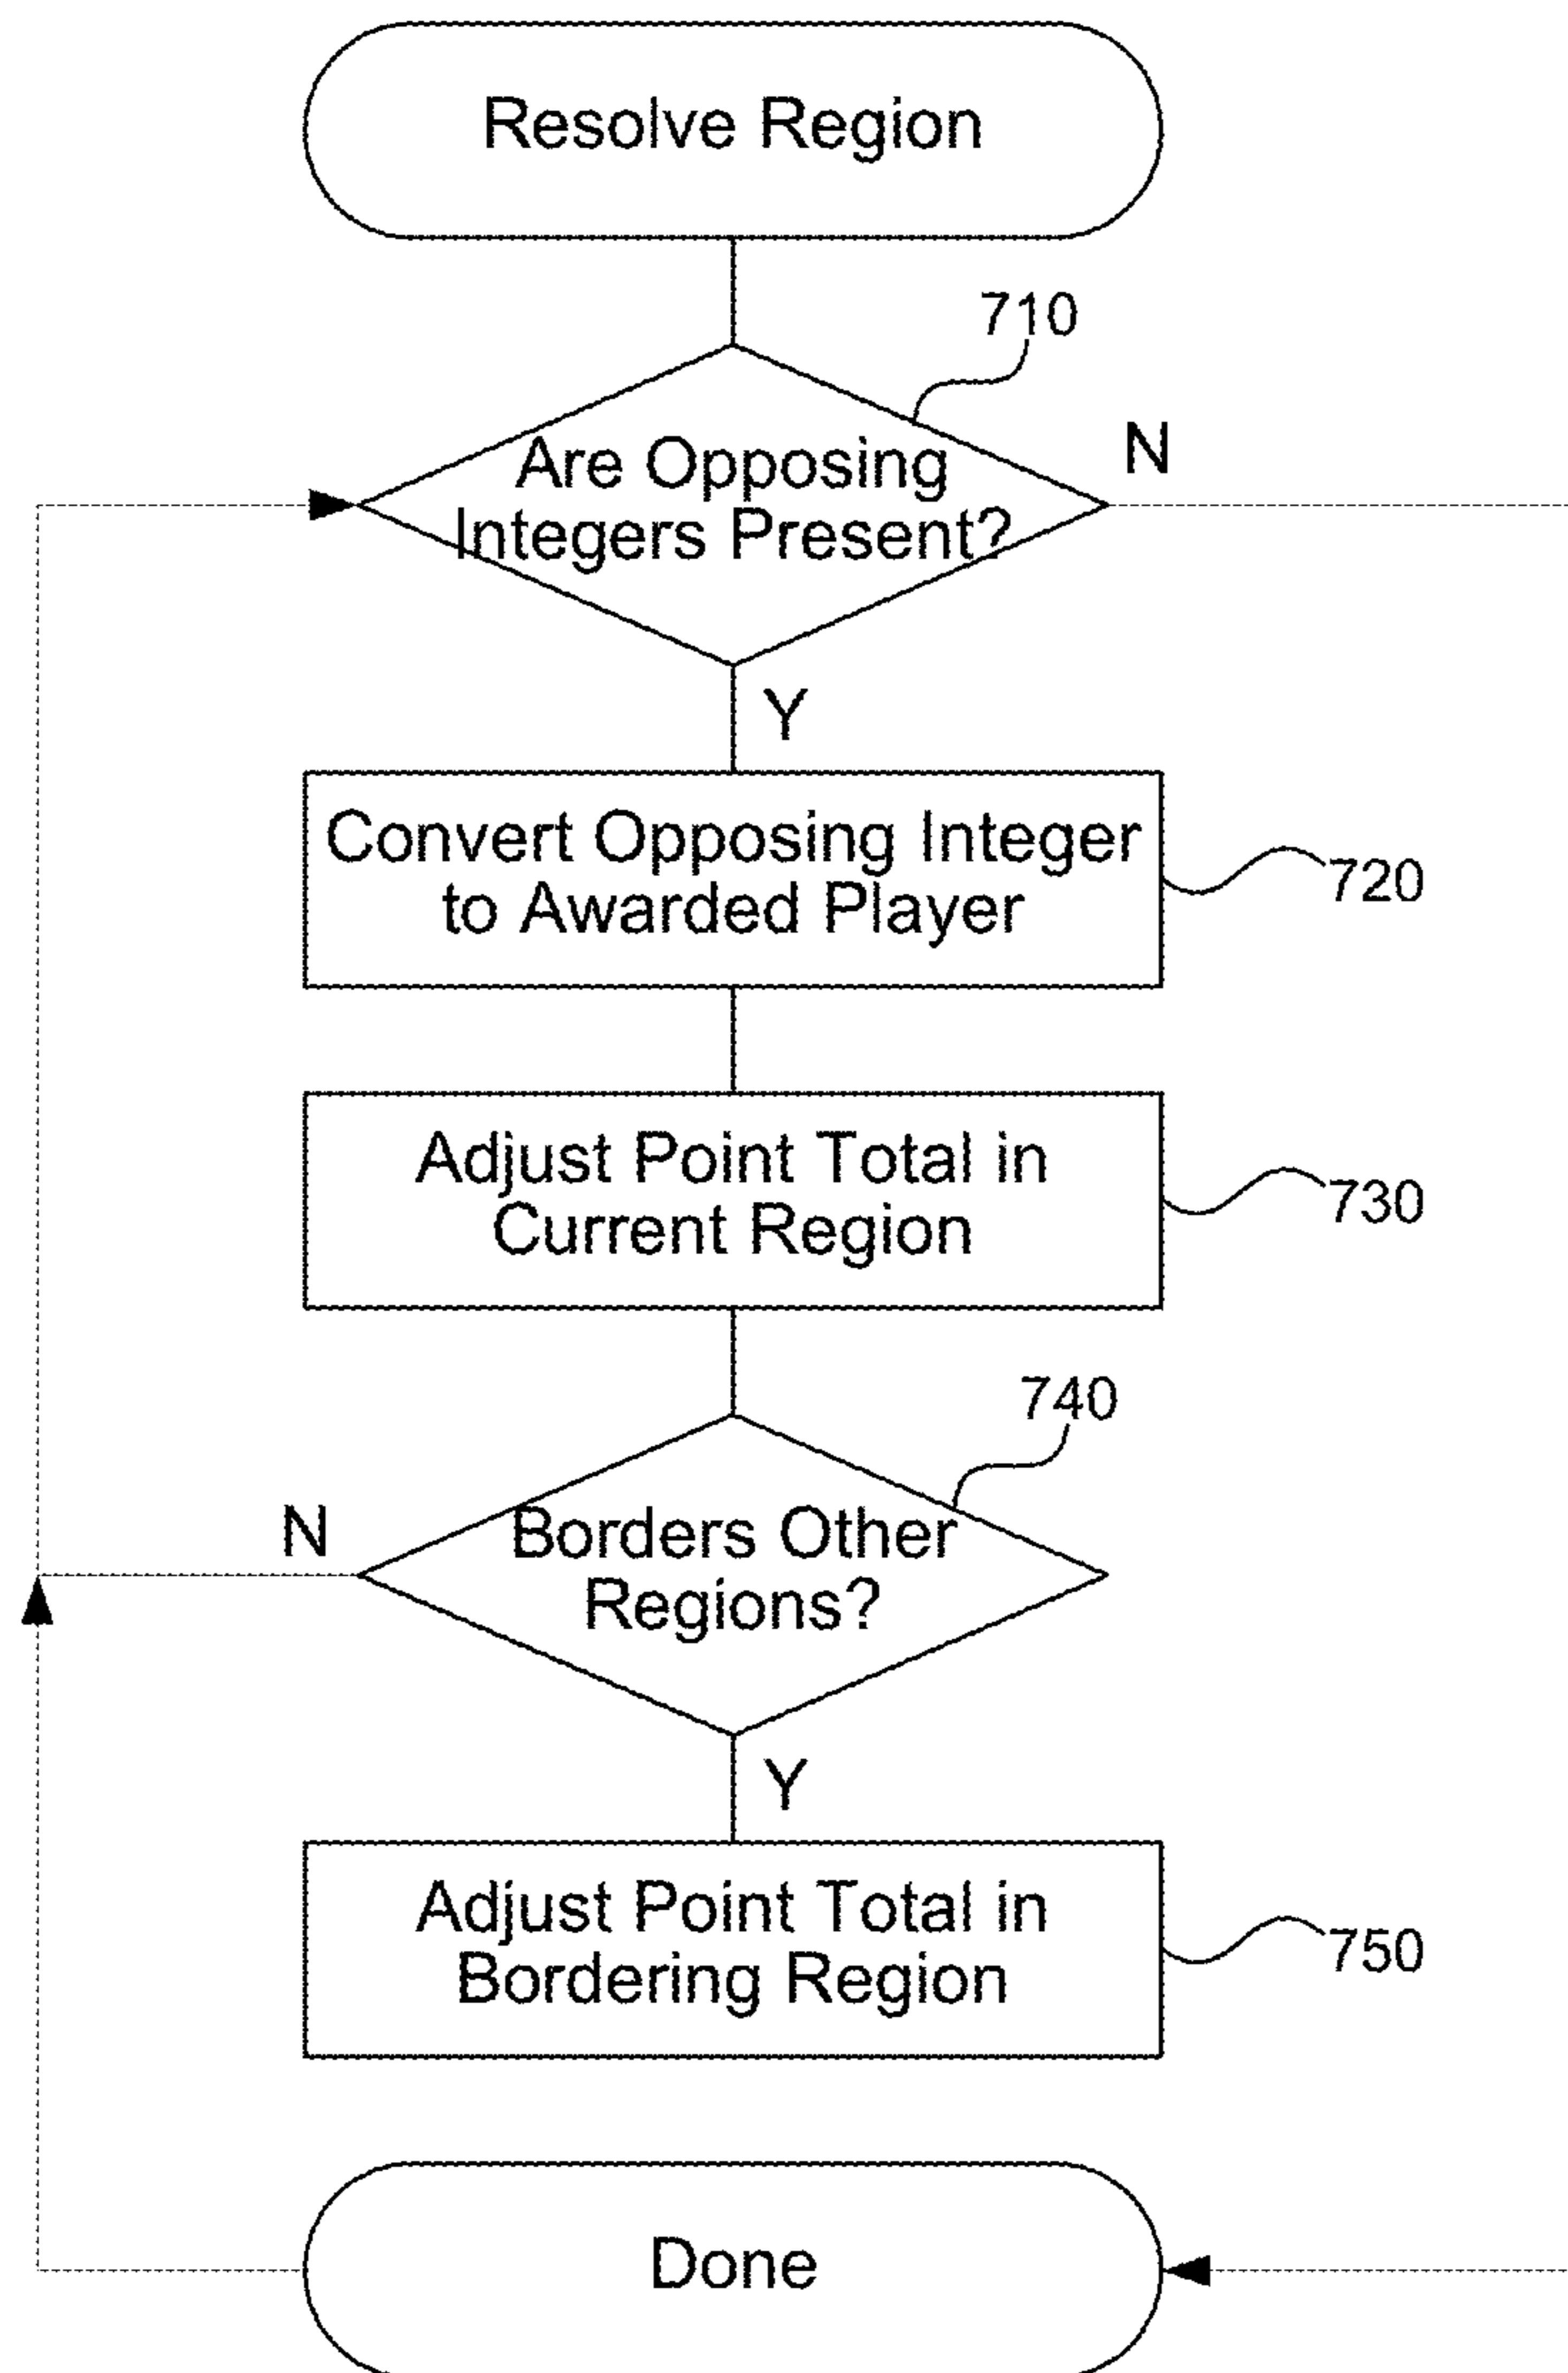 Resolve Region
710
Are Opposing
Integers Present?
N
Y
Convert Opposing Integer
to Awarded Player
720
Adjust Point Total in
Current Region
730
740
N
Borders Other
Regions?
Y
Adjust Point Total in
Bordering Region
750
Done